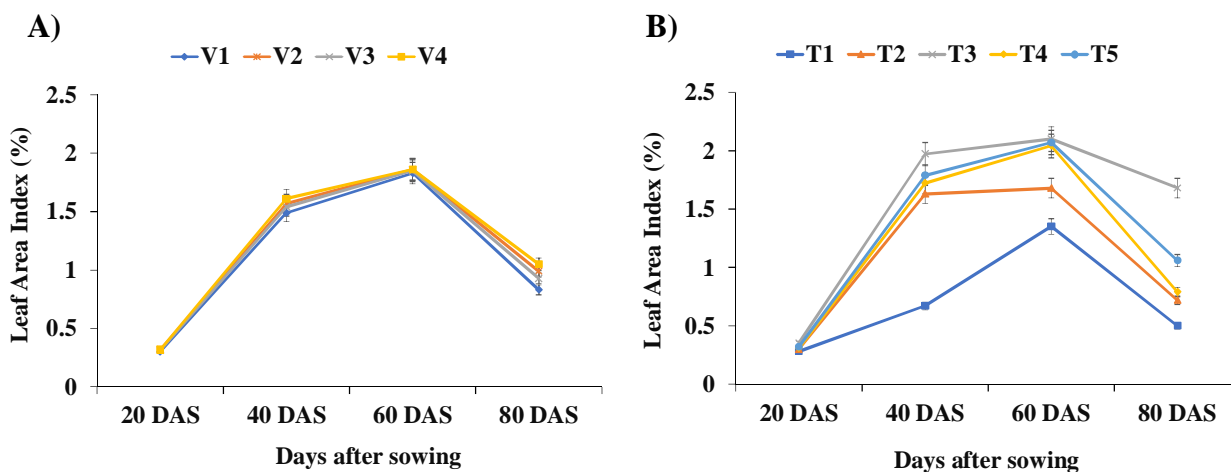 A)
V1 V2 V3 V4
2.5
2
1.5
1
0.5
0
Leaf Area Index (%)
20 DAS 40 DAS 60 DAS 80 DAS
Days after sowing
B)
T1 T2 T3 T4 T5
2.5
2
1.5
1
0.5
0
Leaf Area Index (%)
20 DAS 40 DAS 60 DAS 80 DAS
Days after sowing